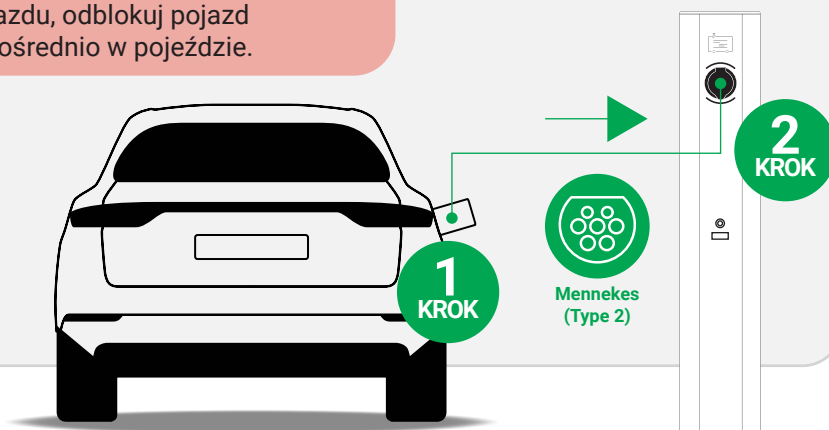 azdu, odblokuj pojazd
ośrednio w pojeździe.
2
KROK
1
KROK
Mennekes
(Type 2)